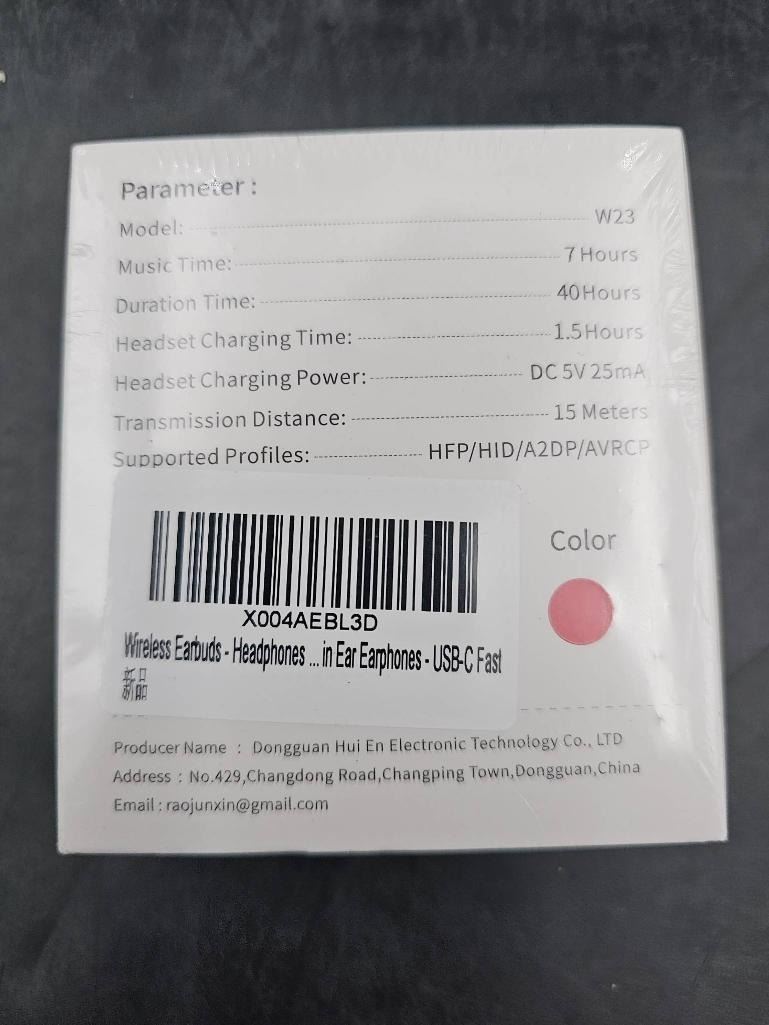 Parameter :
Model: W23
Music Time: 7 Hours
Duration Time: 40Hours
Headset Charging Time: 1.5Hours
Headset Charging Power: DC 5V 25mA
Transmission Distance: 15 Meters
Supported Profiles: HFP/HID/A2DP/AVRCP
Color
X004AEBL3D
Wireless Earbuds - Headphones ... in Ear Earphones - USB-C Fast
新品
Producer Name : Dongguan Hui En Electronic Technology Co., LTD
Address : No.429,Changdong Road,Changping Town,Dongguan,China
Email : raojunxin@gmail.com